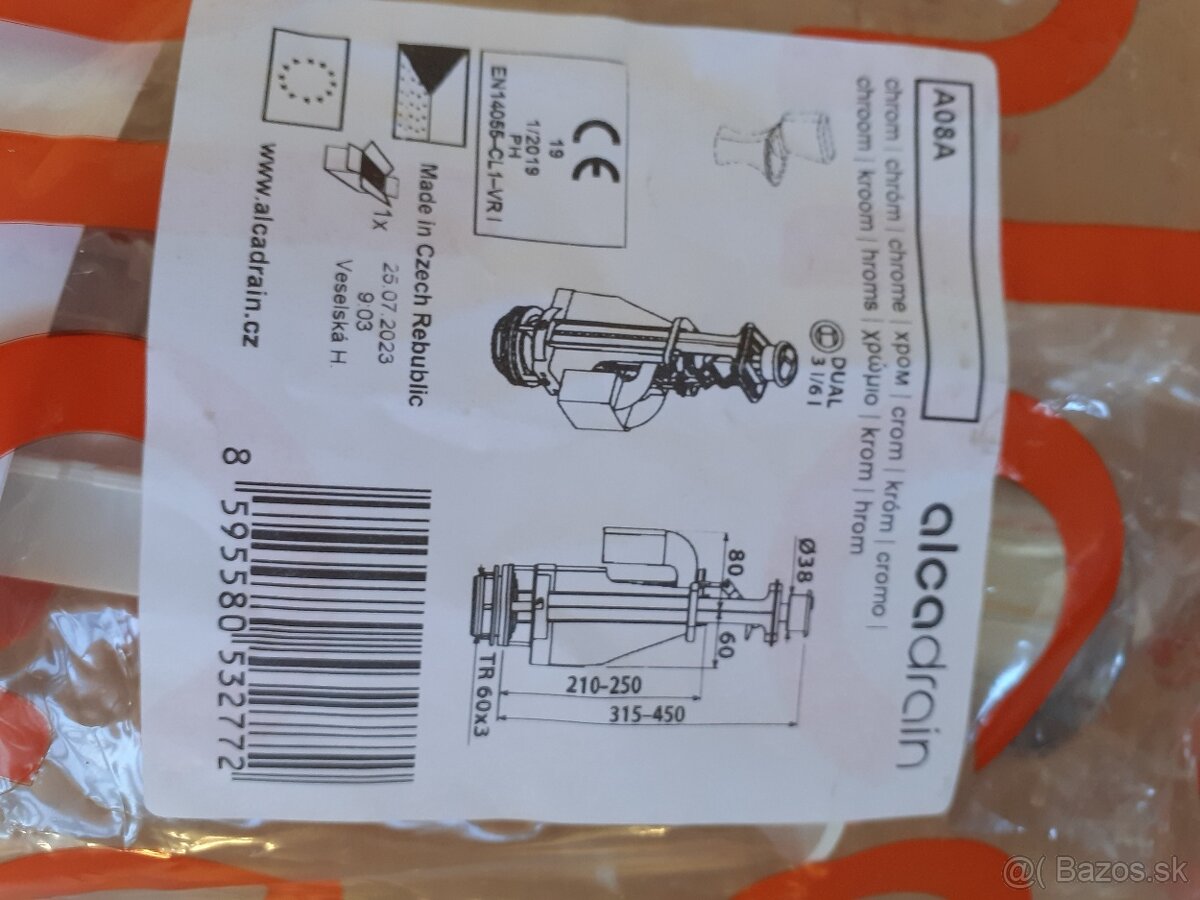 A08A
alcadrain
chrom | chróm | chrome | хром | crom | króm | cromo |
chroom | kroom | hroms | χρώμιο | krom | hrom
DUAL
3 l/6 l
CE
19
1/2019
PH
EN14055-CL1-VR I
Ø38
80
60
210-250
315-450
TR 60x3
Made in Czech Rebublic
1x
25.07.2023
9:03
Veselská H.
www.alcadrain.cz
8 595580 532772
@( Bazos.sk